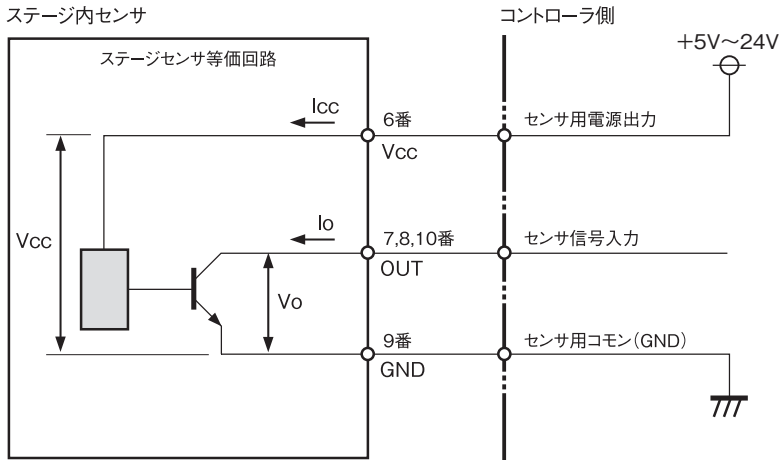 ステージ内センサ
コントローラ側
ステージセンサ等価回路
+5V～24V
Icc
6番
センサ用電源出力
Vcc
Io
Vcc
7,8,10番
センサ信号入力
OUT
Vo
9番
センサ用コモン(GND)
GND